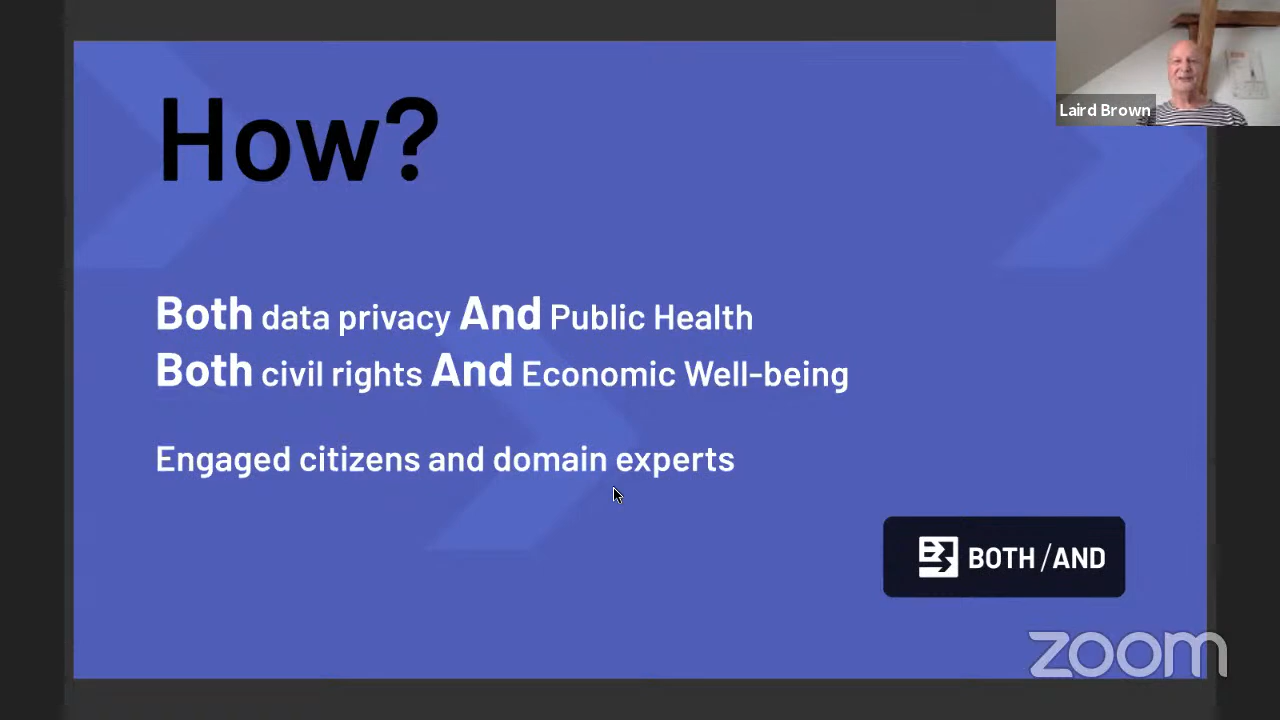 How?
Laird Brown
Both data privacy And Public Health
Both civil rights And Economic Well-being
Engaged citizens and domain experts
BOTH / AND
zoom